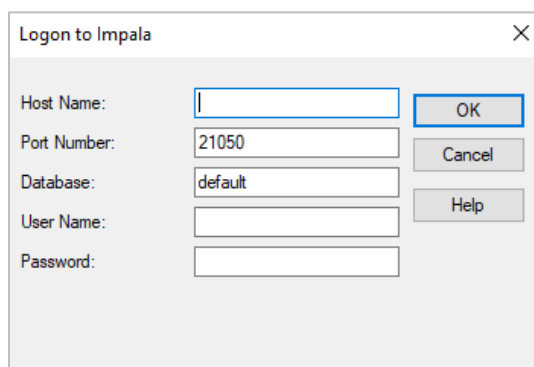 Logon to Impala
Host Name:
OK
Port Number: 21050
Cancel
Database: default
Help
User Name:
Password: